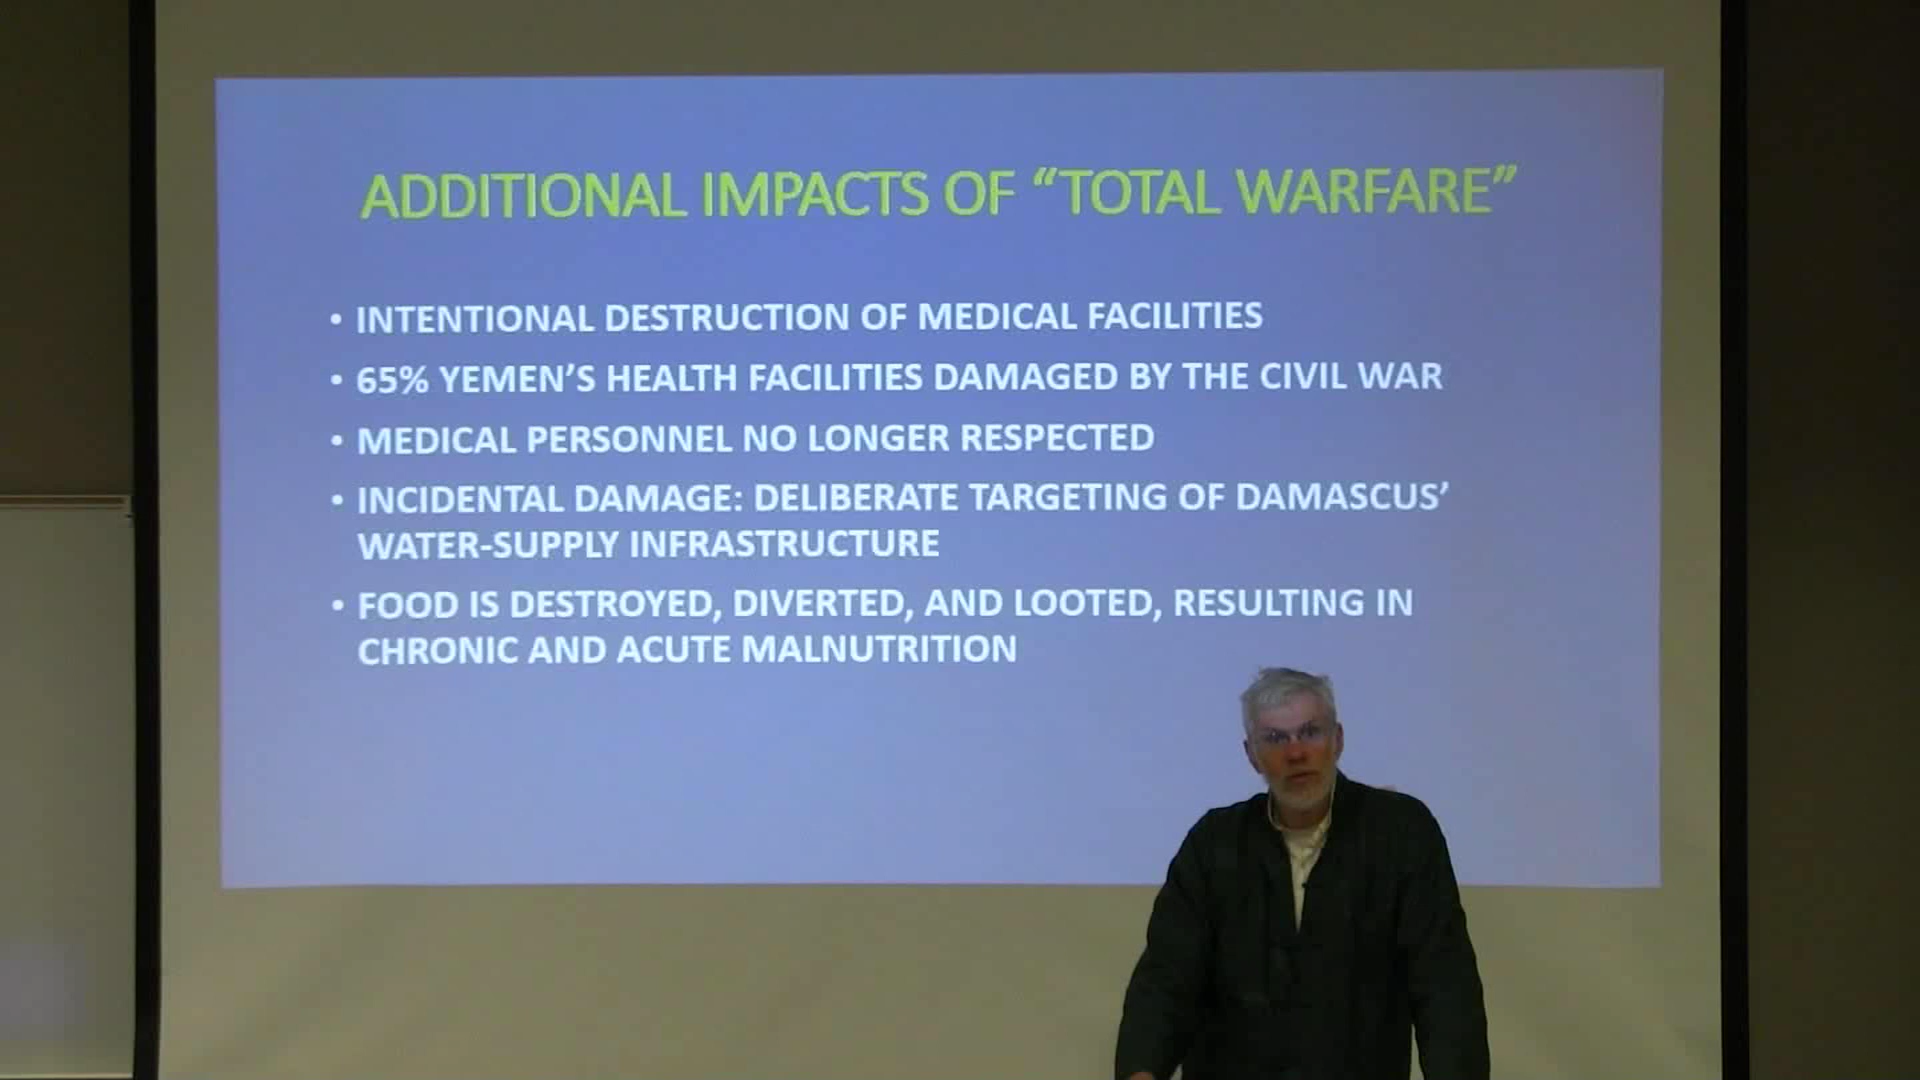 ADDITIONAL IMPACTS OF “TOTAL WARFARE”
• INTENTIONAL DESTRUCTION OF MEDICAL FACILITIES
• 65% YEMEN’S HEALTH FACILITIES DAMAGED BY THE CIVIL WAR
• MEDICAL PERSONNEL NO LONGER RESPECTED
• INCIDENTAL DAMAGE: DELIBERATE TARGETING OF DAMASCUS’
WATER-SUPPLY INFRASTRUCTURE
• FOOD IS DESTROYED, DIVERTED, AND LOOTED, RESULTING IN
CHRONIC AND ACUTE MALNUTRITION